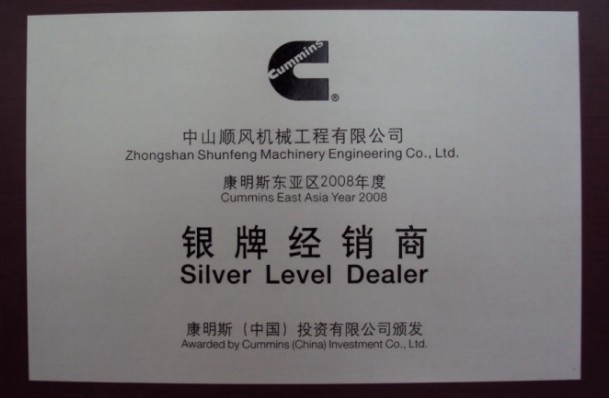 Cummins
®
中山顺风机械工程有限公司
Zhongshan Shunfeng Machinery Engineering Co., Ltd.
康明斯东亚区2008年度
Cummins East Asia Year 2008
银牌经销商
Silver Level Dealer
康明斯（中国）投资有限公司颁发
Awarded by Cummins (China) Investment Co., Ltd.